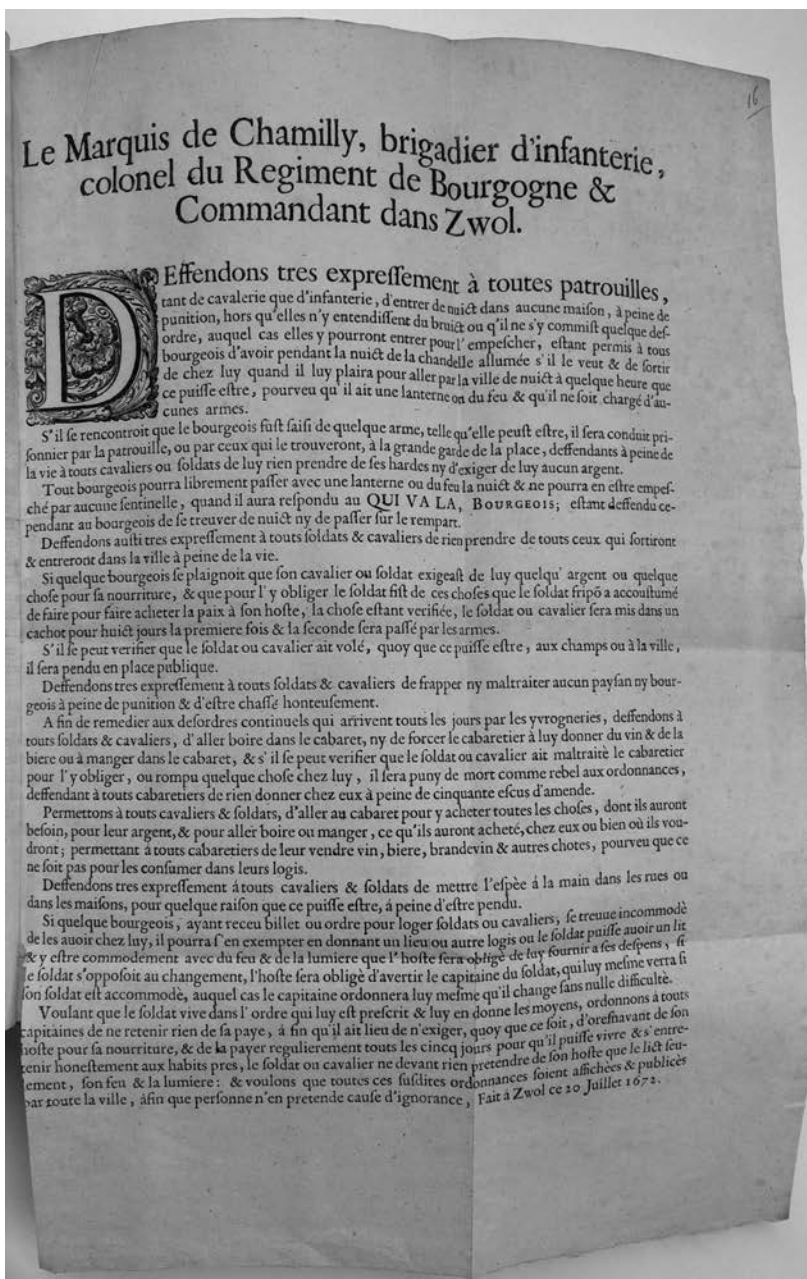 16
Le Marquis de Chamilly, brigadier d'infanterie,
colonel du Regiment de Bourgogne &
Commandant dans Zwol.
DEffendons tres expreſſement à toutes patrouilles,
tant de cavalerie que d'infanterie, d'entrer de nuict dans aucune maiſon, à peine de
punition, hors qu'elles n'y entendiſſent du bruict ou q'il ne s'y commiſt quelque deſ-
ordre, auquel cas elles y pourront entrer pour l'empeſcher, eſtant permis à tous
bourgeois d'avoir pendant la nuict de la chandelle allumée s'il le veut & de ſortir
de chez luy quand il luy plaira pour aller par la ville de nuict à quelque heure que
ce puiſſe eſtre, pourveu qu'il ait une lanterne ou du feu & qu'il ne ſoit chargé d'au-
cunes armes.
S'il ſe rencontroit que le bourgeois fuſt ſaiſi de quelque arme, telle qu'elle peuſt eſtre, il ſera conduit pri-
ſonnier par la patrouille, ou par ceux qui le trouveront, à la grande garde de la place, deffendants à peine de
la vie à touts cavaliers ou ſoldats de luy rien prendre de ſes hardes ny d'exiger de luy aucun argent.
Tout bourgeois pourra librement paſſer avec une lanterne ou du feu la nuict & ne pourra en eſtre empeſ-
ché par aucune ſentinelle, quand il aura reſpondu au QUI VA LA, BOURGEOIS; eſtant deffendu ce-
pendant au bourgeois de ſe treuver de nuict ny de paſſer ſur le rempart.
Deffendons auſti tres expreſſement à touts ſoldats & cavaliers de rien prendre de touts ceux qui ſortiront
& entreront dans la ville à peine de la vie.
Si quelque bourgeois ſe plaignoit que ſon cavalier ou ſoldat exigeaſt de luy quelqu' argent ou quelque
choſe pour ſa nourriture, & que pour l'y obliger le ſoldat fiſt de ces choſes que le ſoldat fripõ a accouſtumé
de faire pour faire acheter la paix à ſon hoſte, la choſe eſtant verifiée, le ſoldat ou cavalier ſera mis dans un
cachot pour huict jours la premiere fois & la ſeconde ſera paſſé par les armes.
S'il ſe peut verifier que le ſoldat ou cavalier ait volé, quoy que ce puiſſe eſtre, aux champs ou à la ville,
il ſera pendu en place publique.
Deffendons tres expreſſement à touts ſoldats & cavaliers de frapper ny maltraiter aucun payſan ny bour-
geois à peine de punition & d'eſtre chaſſé honteuſement.
A fin de remedier aux deſordres continuels qui arrivent touts les jours par les yvrogneries, deffendons à
touts ſoldats & cavaliers, d'aller boire dans le cabaret, ny de forcer le cabaretier à luy donner du vin & de la
biere ou à manger dans le cabaret, & s'il ſe peut verifier que le ſoldat ou cavalier ait maltraitè le cabaretier
pour l'y obliger, ou rompu quelque choſe chez luy, il ſera puny de mort comme rebel aux ordonnances,
deffendant à touts cabaretiers de rien donner chez eux à peine de cinquante eſcus d'amende.
Permettons à touts cavaliers & ſoldats, d'aller au cabaret pour y acheter toutes les choſes, dont ils auront
beſoin, pour leur argent, & pour aller boire ou manger, ce qu'ils auront acheté, chez eux ou bien où ils vou-
dront; permettant à touts cabaretiers de leur vendre vin, biere, brandevin & autres chotes, pourveu que ce
ne ſoit pas pour les conſumer dans leurs logis.
Deffendons tres expreſſement á touts cavaliers & ſoldats de mettre l'eſpèe á la main dans les rues ou
dans les maiſons, pour quelque raiſon que ce puiſſe eſtre, á peine d'eſtre pendu.
Si quelque bourgeois, ayant receu billet ou ordre pour loger ſoldats ou cavaliers, ſe treuue incommodè
de les auoir chez luy, il pourra ſ'en exempter en donnant un lieu ou autre logis ou le ſoldat puiſſe auoir un lit
& y eſtre commodement avec du feu & de la lumiere que l'hoſte ſera obligè de luy fournir a ſes deſpens, ſi
le ſoldat s'oppoſoit au changement, l'hoſte ſera obligè d'avertir le capitaine du ſoldat, qui luy meſme verra ſi
ſon ſoldat eſt accommodè, auquel cas le capitaine ordonnera luy meſme qu'il change ſans nulle difficultè.
Voulant que le ſoldat vive dans l'ordre qui luy eſt preſcrit & luy en donne les moyens, ordonnons à touts
capitaines de ne retenir rien de ſa paye, á fin qu'il ait lieu de n'exiger, quoy que ce ſoit, d'oreſnavant de ſon
hoſte pour ſa nourriture, & de la payer regulierement touts les cincq jours pour qu'il puiſſe vivre & s'entre-
tenir honeſtement aux habits pres, le ſoldat ou cavalier ne devant rien pretendre de ſon hoſte que le lict ſeu-
lement, ſon feu & la lumiere: & voulons que toutes ces ſuſdites ordonnances ſoient affichées & publicès
par toute la ville, áfin que perſonne n'en pretende cauſe d'ignorance, Fait à Zwol ce 20 Juillet 1672.